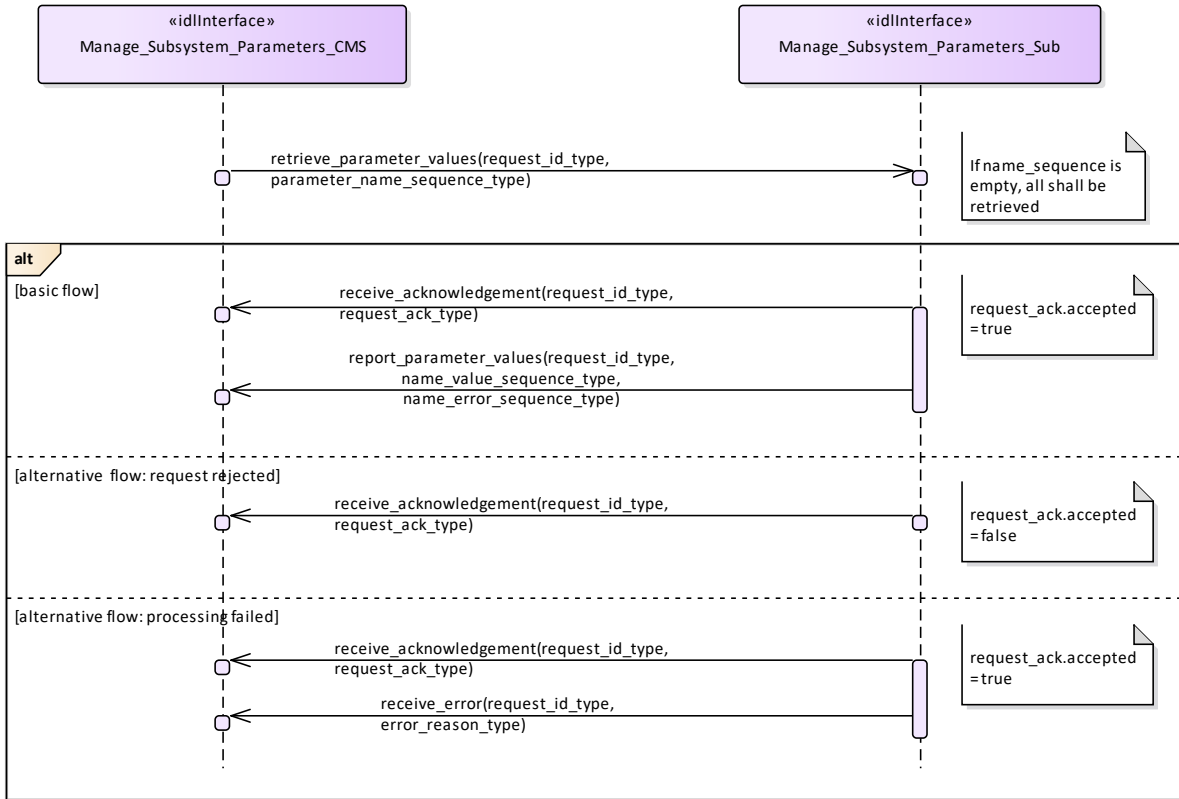 «idlInterface»
Manage_Subsystem_Parameters_CMS
«idlInterface»
Manage_Subsystem_Parameters_Sub
retrieve_parameter_values(request_id_type,
parameter_name_sequence_type)
If name_sequence is
empty, all shall be
retrieved
alt
[basic flow]
receive_acknowledgement(request_id_type,
request_ack_type)
request_ack.accepted
=true
report_parameter_values(request_id_type,
name_value_sequence_type,
name_error_sequence_type)
[alternative flow: request rejected]
receive_acknowledgement(request_id_type,
request_ack_type)
request_ack.accepted
=false
[alternative flow: processing failed]
receive_acknowledgement(request_id_type,
request_ack_type)
request_ack.accepted
=true
receive_error(request_id_type,
error_reason_type)